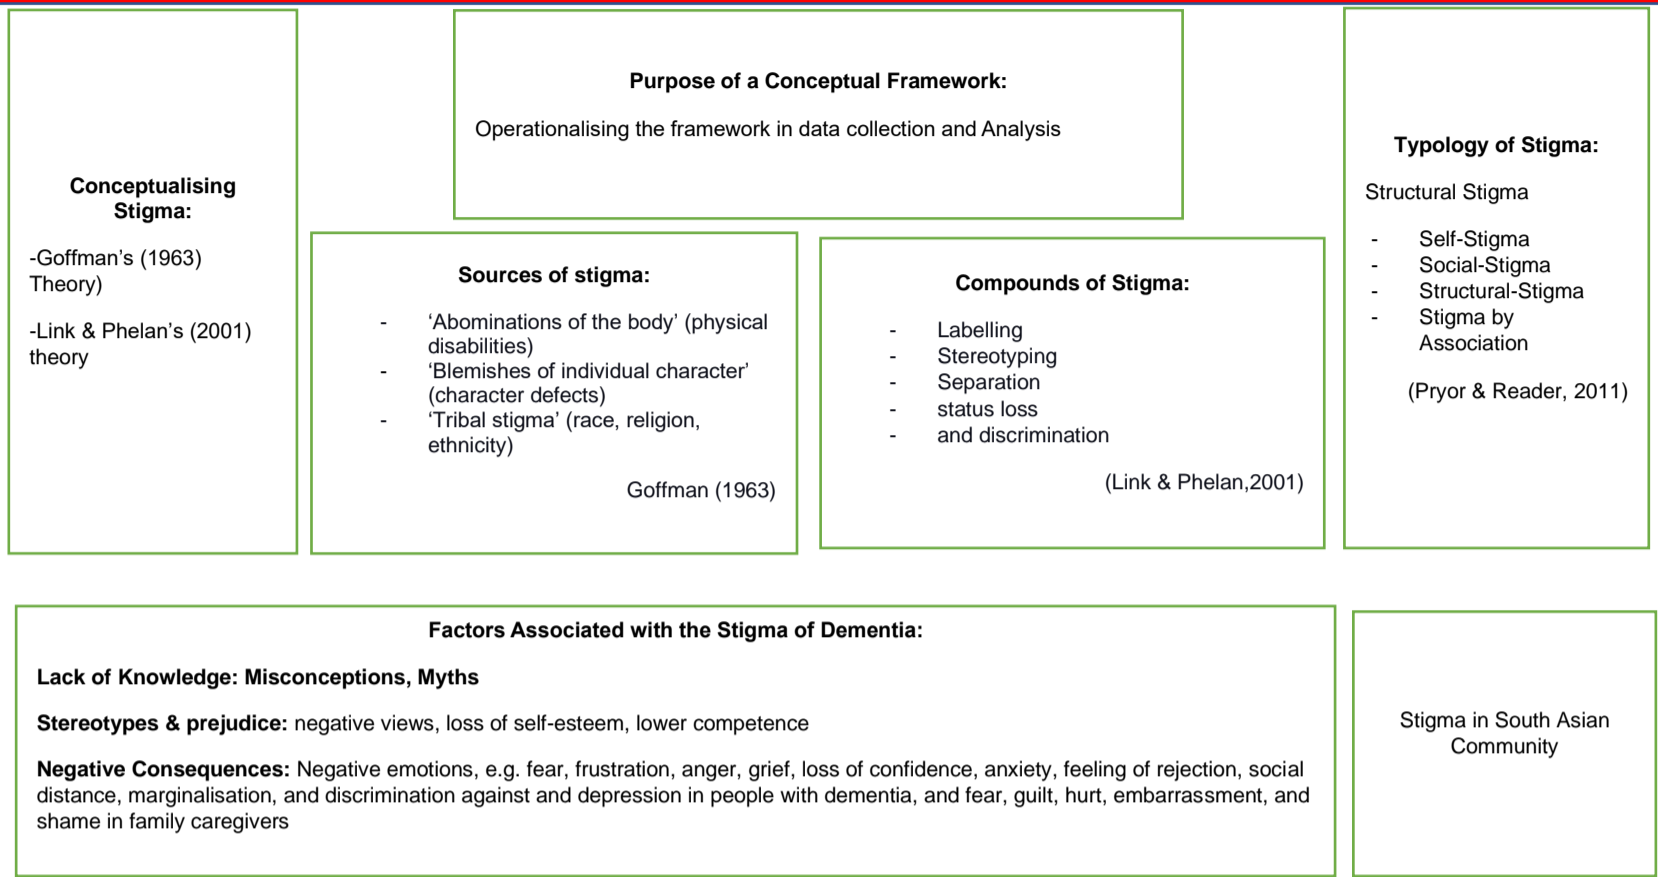 Conceptualising
Stigma:
-Goffman's (1963)
Theory)
-Link & Phelan's (2001)
theory
Purpose of a Conceptual Framework:
Operationalising the framework in data collection and Analysis
Sources of stigma:
- ‘Abominations of the body’ (physical
disabilities)
- ‘Blemishes of individual character’
(character defects)
- ‘Tribal stigma’ (race, religion,
ethnicity)
Goffman (1963)
Compounds of Stigma:
- Labelling
- Stereotyping
- Separation
- status loss
- and discrimination
(Link & Phelan,2001)
Typology of Stigma:
Structural Stigma
- Self-Stigma
- Social-Stigma
- Structural-Stigma
- Stigma by
Association
(Pryor & Reader, 2011)
Factors Associated with the Stigma of Dementia:
Lack of Knowledge: Misconceptions, Myths
Stereotypes & prejudice: negative views, loss of self-esteem, lower competence
Negative Consequences: Negative emotions, e.g. fear, frustration, anger, grief, loss of confidence, anxiety, feeling of rejection, social
distance, marginalisation, and discrimination against and depression in people with dementia, and fear, guilt, hurt, embarrassment, and
shame in family caregivers
Stigma in South Asian
Community